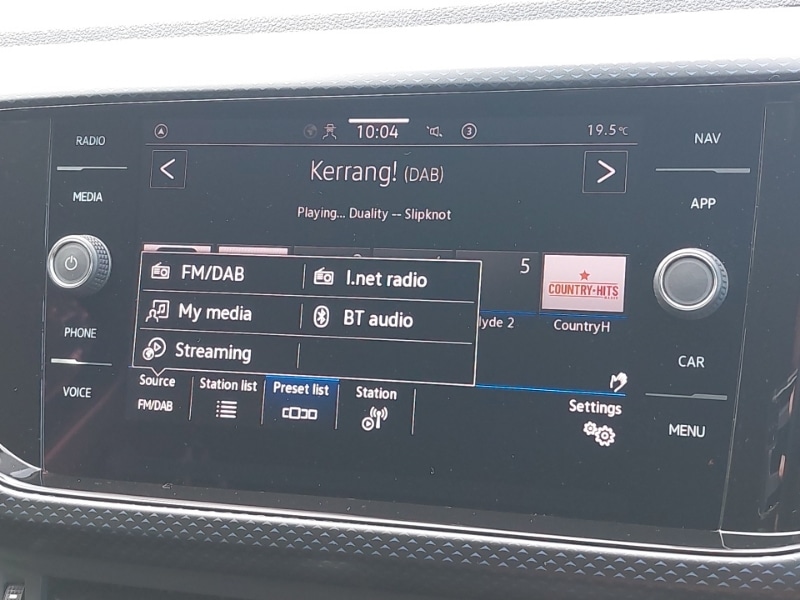 RADIO
10:04
3
19.5°C
NAV
Kerrang! (DAB)
MEDIA
APP
Playing... Duality -- Slipknot
5
FM/DAB
I.net radio
COUNTRY★HITS
My media
BT audio
lyde 2
CountryH
PHONE
Streaming
CAR
VOICE
Source
Station list
Preset list
Station
FM/DAB
Settings
MENU